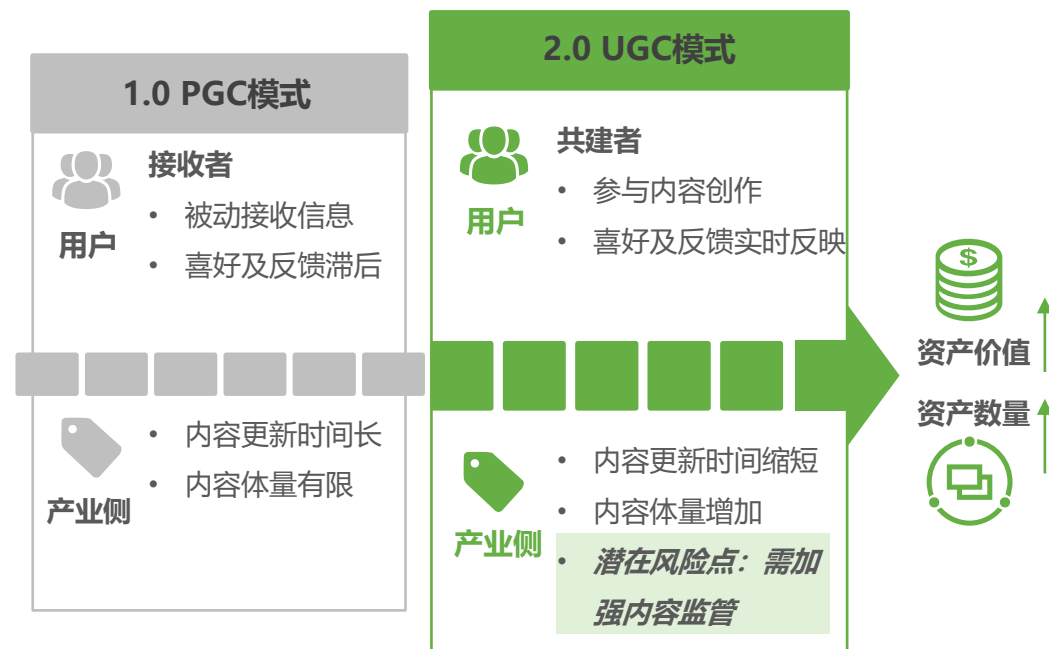 1.0 PGC模式
接收者
• 被动接收信息
• 喜好及反馈滞后
用户
• 内容更新时间长
• 内容体量有限
产业侧
2.0 UGC模式
共建者
• 参与内容创作
• 喜好及反馈实时反映
用户
• 内容更新时间缩短
• 内容体量增加
• 潜在风险点：需加
强内容监管
产业侧
$
资产价值
资产数量